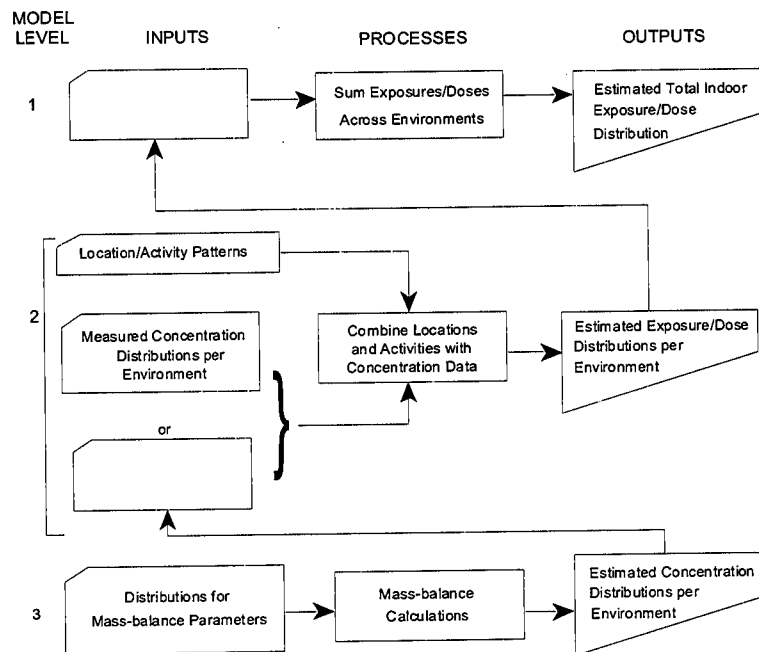 MODEL
LEVEL
INPUTS
PROCESSES
OUTPUTS
1
Sum Exposures/Doses
Across Environments
Estimated Total Indoor
Exposure/Dose
Distribution
2
Location/Activity Patterns
Measured Concentration
Distributions per
Environment
or
Combine Locations
and Activities with
Concentration Data
Estimated Exposure/Dose
Distributions per
Environment
3
Distributions for
Mass-balance Parameters
Mass-balance
Calculations
Estimated Concentration
Distributions per
Environment